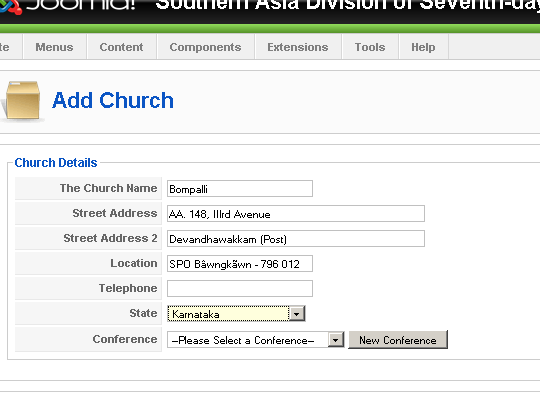 Joomla! Southern Asia Division of Seventh-day
te Menus Content Components Extensions Tools Help
Add Church
Church Details
The Church Name Bompalli
Street Address AA. 148, IIIrd Avenue
Street Address 2 Devandhawakkam (Post)
Location SPO Bâwngkãwn - 796 012
Telephone
State Karnataka
Conference --Please Select a Conference-- New Conference